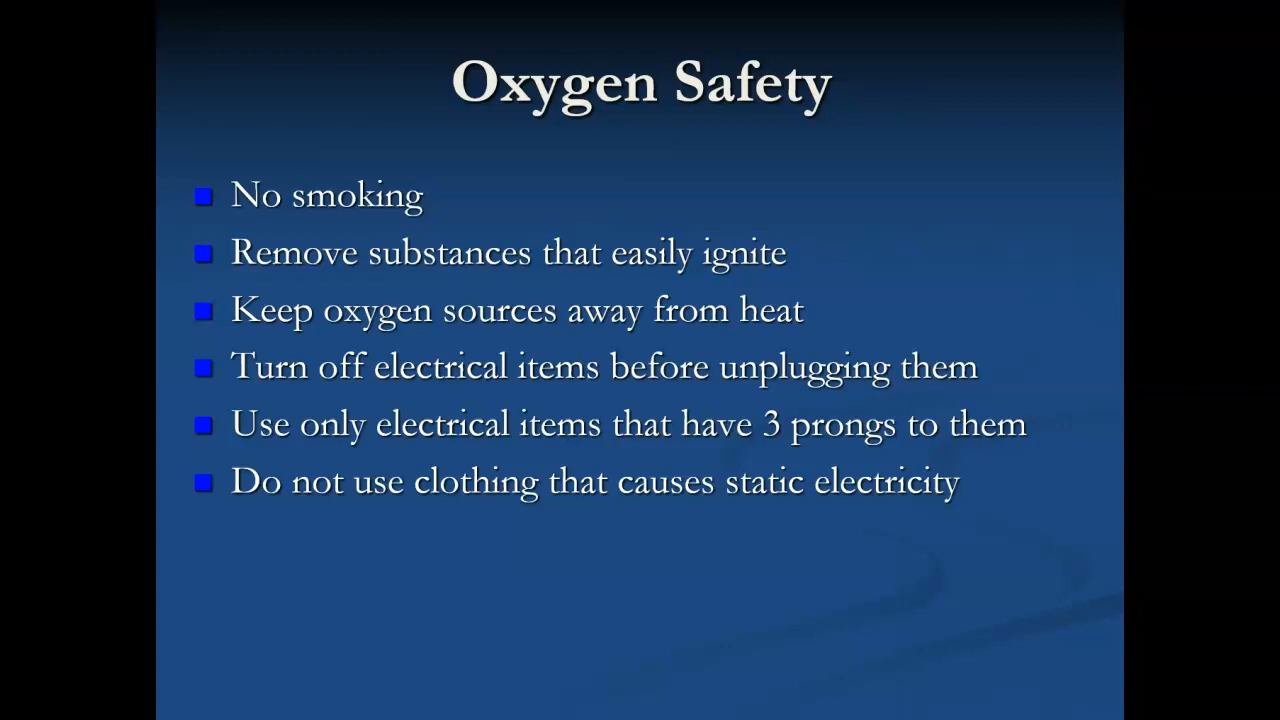 Oxygen Safety
No smoking
Remove substances that easily ignite
Keep oxygen sources away from heat
Turn off electrical items before unplugging them
Use only electrical items that have 3 prongs to them
Do not use clothing that causes static electricity